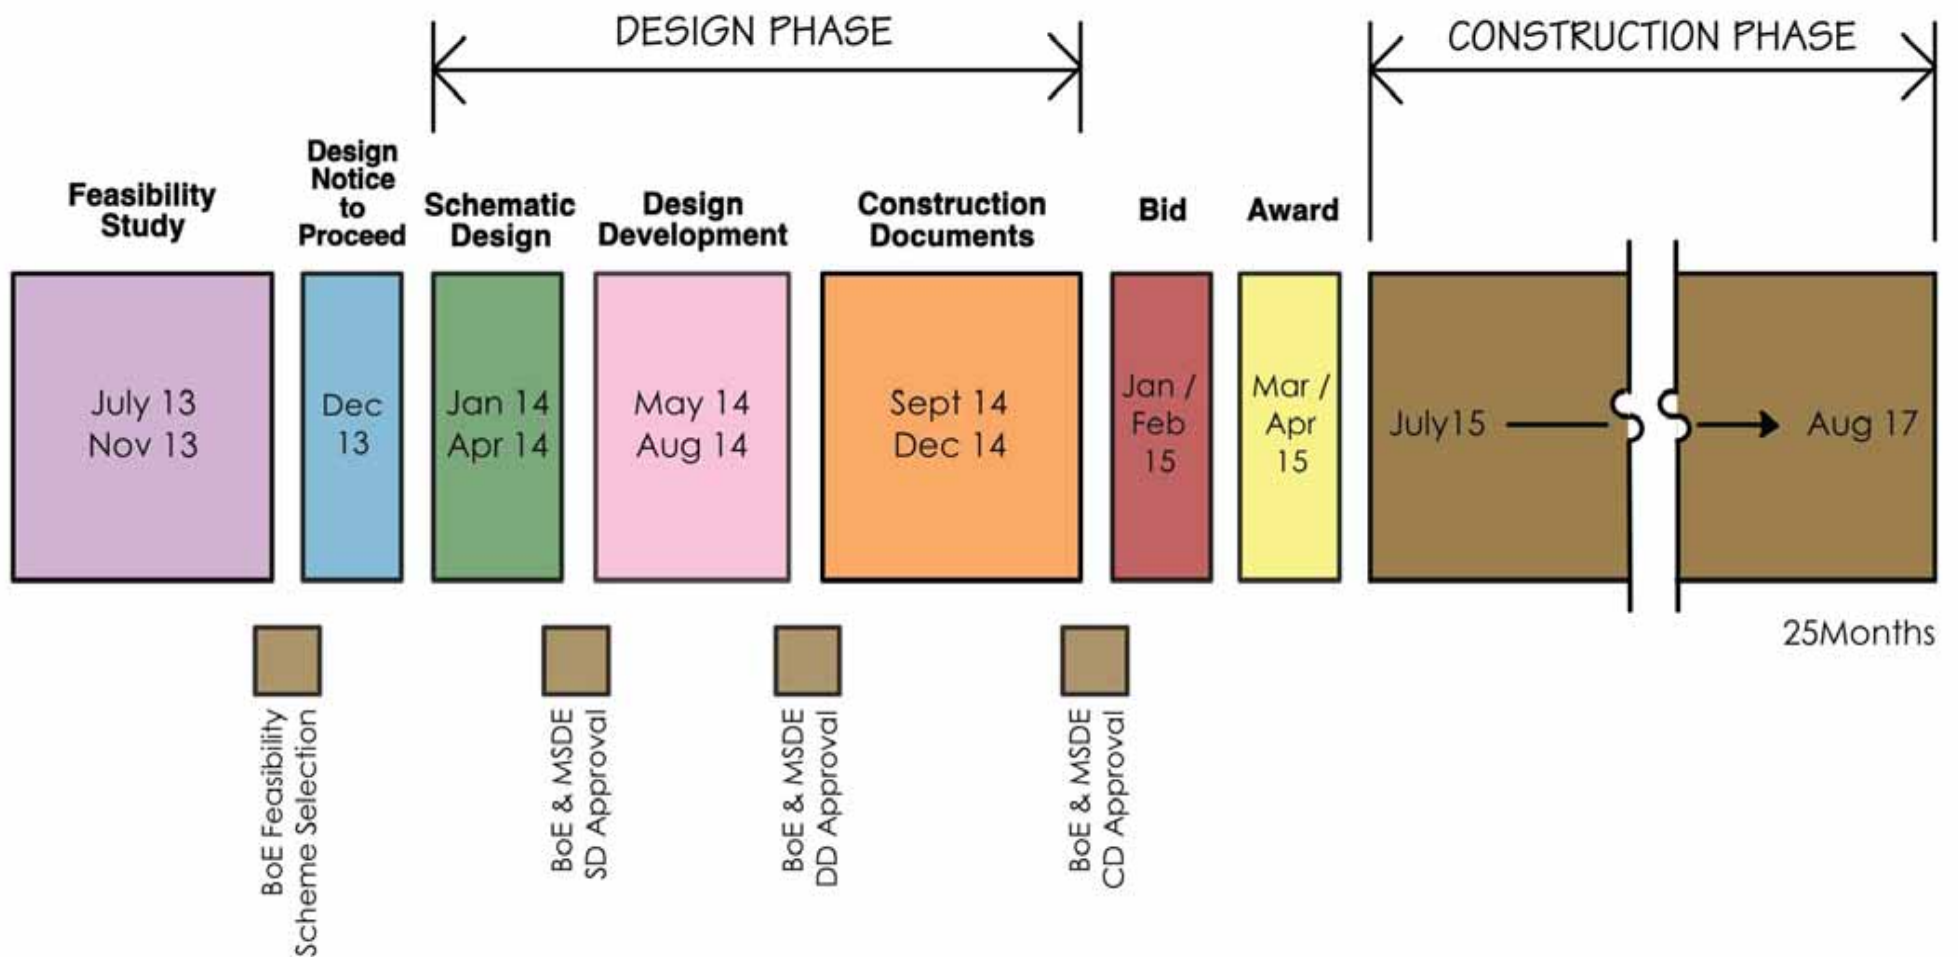 DESIGN PHASE
CONSTRUCTION PHASE
Feasibility
Study
Design
Notice
to
Proceed
Schematic
Design
Design
Development
Construction
Documents
Bid
Award
July 13
Nov 13
Dec
13
Jan 14
Apr 14
May 14
Aug 14
Sept 14
Dec 14
Jan /
Feb
15
Mar /
Apr
15
July15
Aug 17
25Months
BoE Feasibility
Scheme Selection
BoE & MSDE
SD Approval
BoE & MSDE
DD Approval
BoE & MSDE
CD Approval